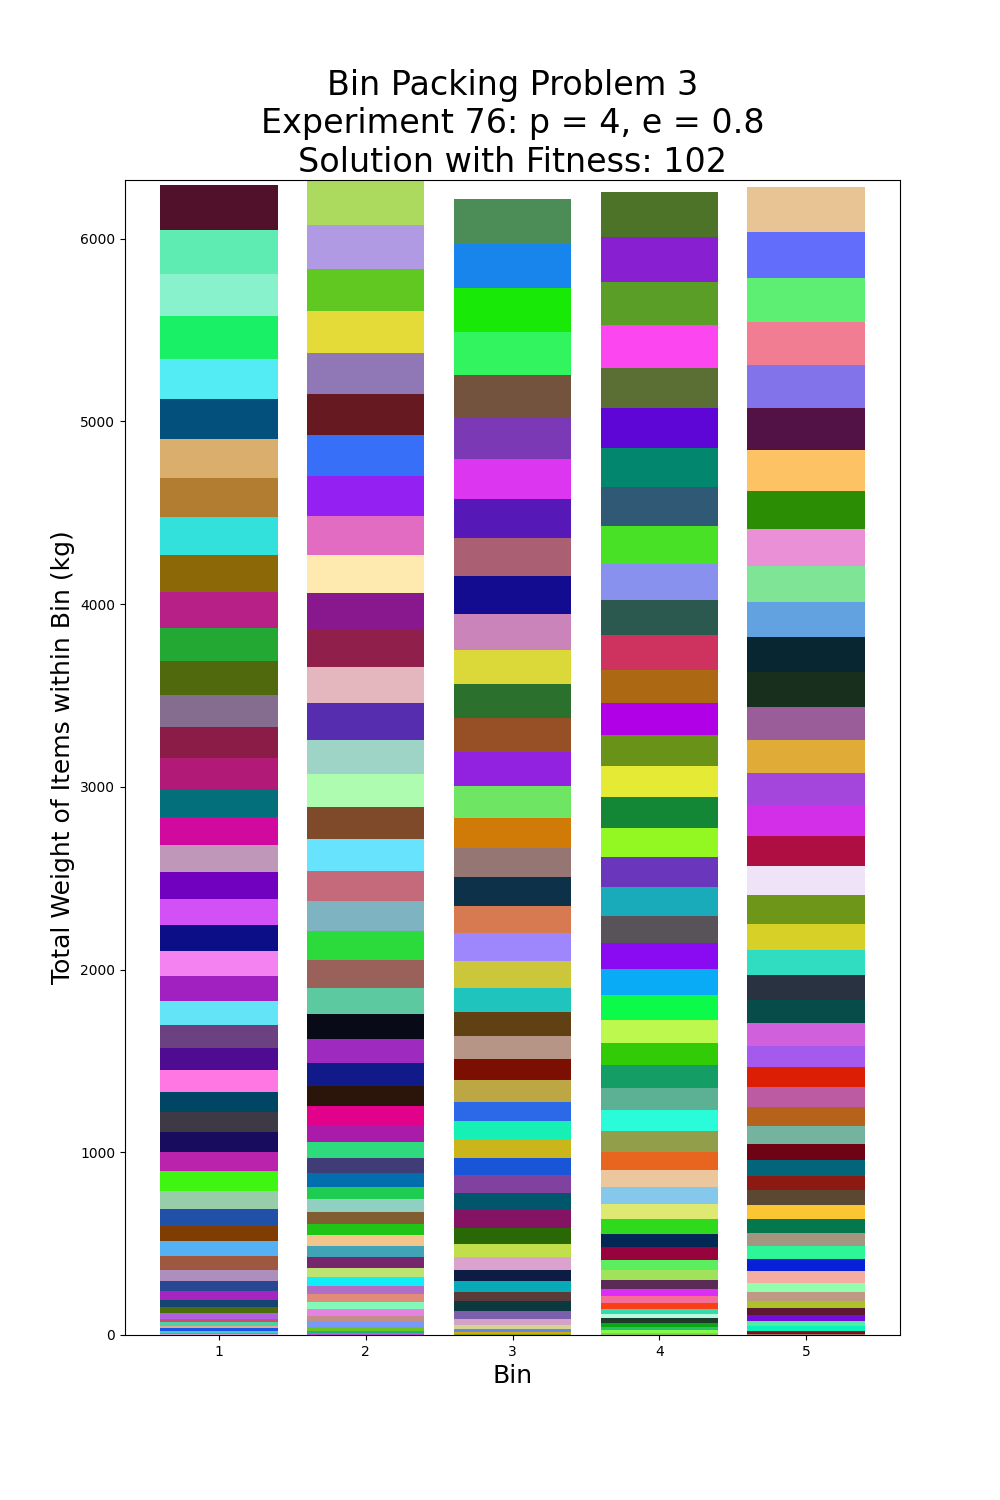 Bin Packing Problem 3
Experiment 76: p = 4, e = 0.8
Solution with Fitness: 102
Total Weight of Items within Bin (kg)
6000
5000
4000
3000
2000
1000
0
1 2 3 4 5
Bin